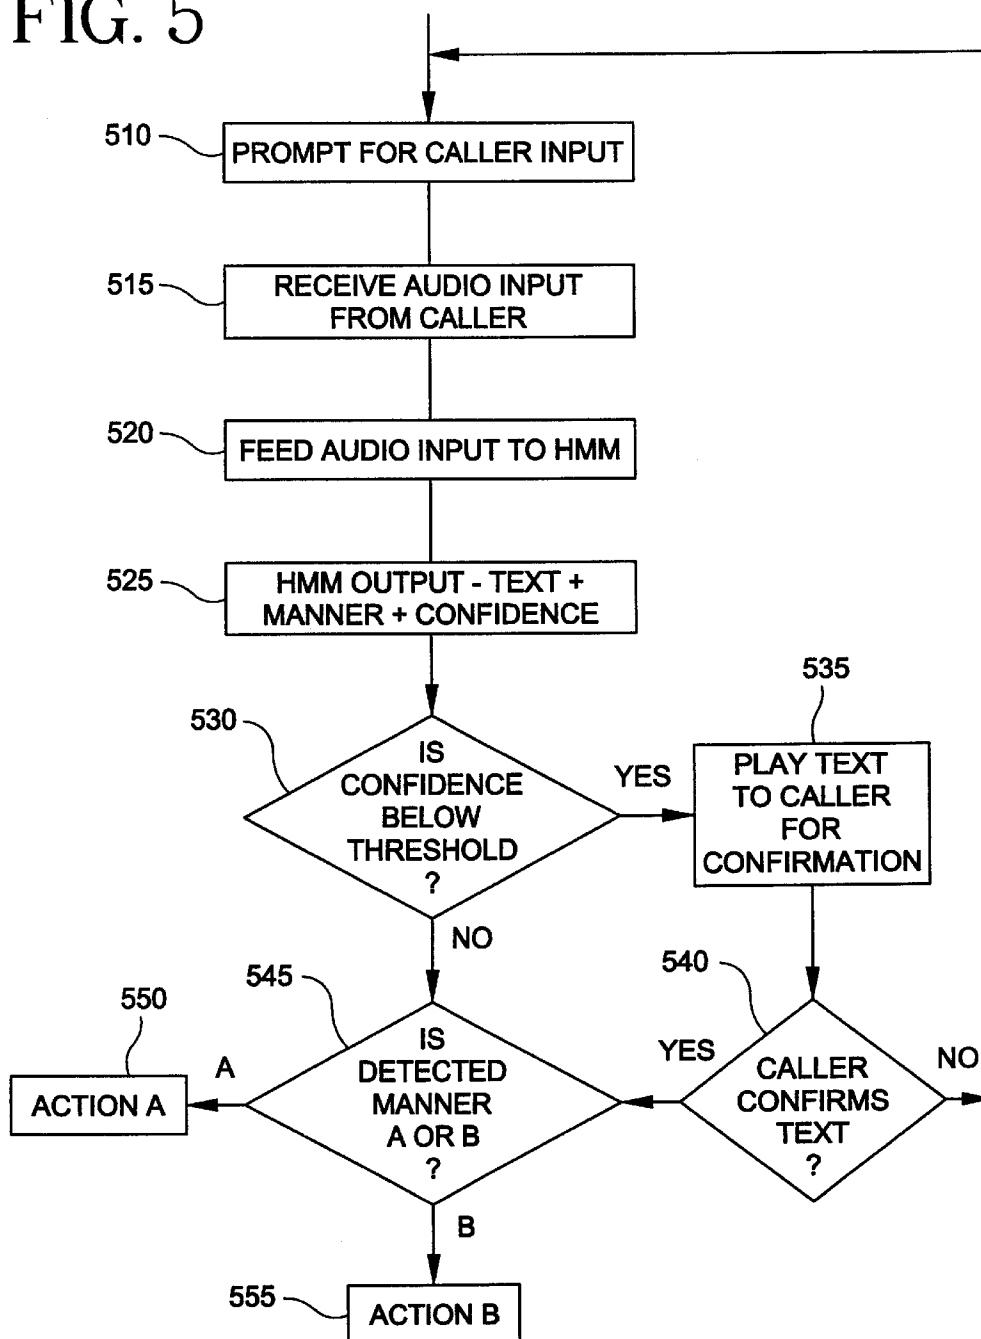 FIG. 5
510
PROMPT FOR CALLER INPUT
515
RECEIVE AUDIO INPUT
FROM CALLER
520
FEED AUDIO INPUT TO HMM
525
HMM OUTPUT - TEXT +
MANNER + CONFIDENCE
530
IS
CONFIDENCE
BELOW
THRESHOLD
?
YES
535
PLAY TEXT
TO CALLER
FOR
CONFIRMATION
NO
540
CALLER
CONFIRMS
TEXT
?
YES
NO
545
IS
DETECTED
MANNER
A OR B
?
A
550
ACTION A
B
555
ACTION B